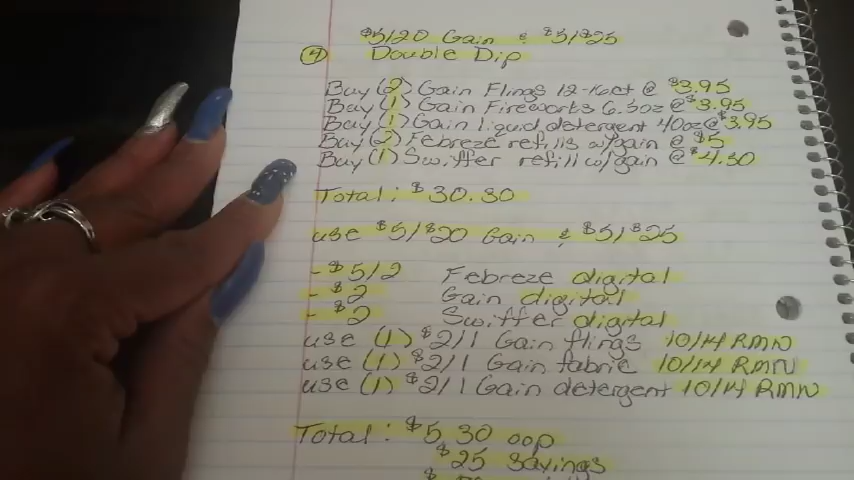 $5/20 Gain & $5/$25
④ Double Dip
Buy (2) Gain Flings 12-16ct @ $3.95
Buy (1) Gain Fireworks 6.5oz @ $3.95
Buy (1) Gain liquid detergent 40oz @ $3.95
Buy (2) Febreze refills w/gain @ $5
Buy (1) Swiffer refill w/gain @ $4.50
Total: $30.30
use $5/$20 Gain & $5/$25
- $5/2 Febreze digital
- $2 Gain digital
- $2 Swiffer digital
use (1) $2/1 Gain flings 10/14 RMN
use (1) $2/1 Gain fabric 10/14 RMN
use (1) $2/1 Gain detergent 10/14 RMN
Total: $5.30 oop
$25 savings